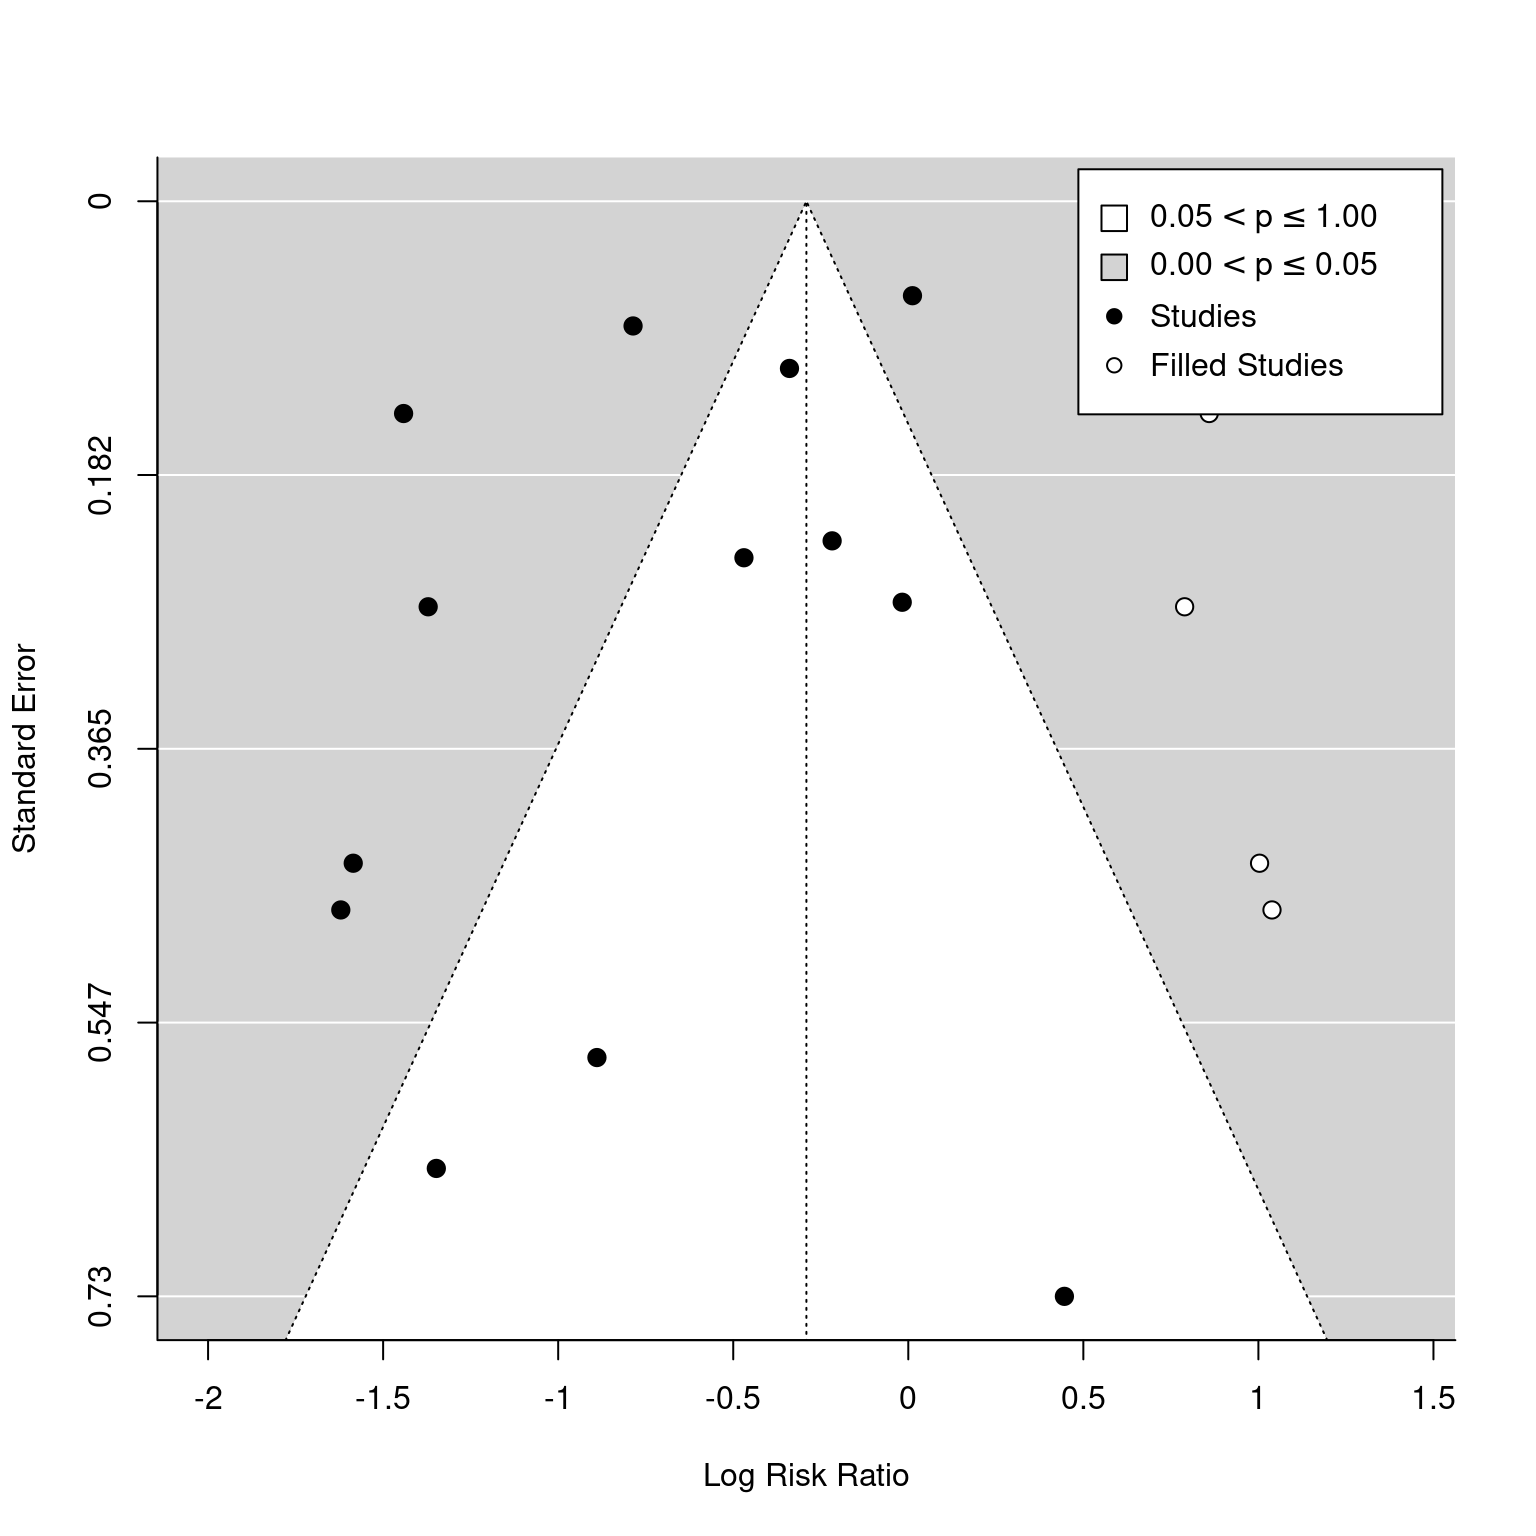 0.05 < p ≤ 1.00
0.00 < p ≤ 0.05
Studies
Filled Studies
Standard Error
0
0.182
0.365
0.547
0.73
-2
-1.5
-1
-0.5
0
0.5
1
1.5
Log Risk Ratio